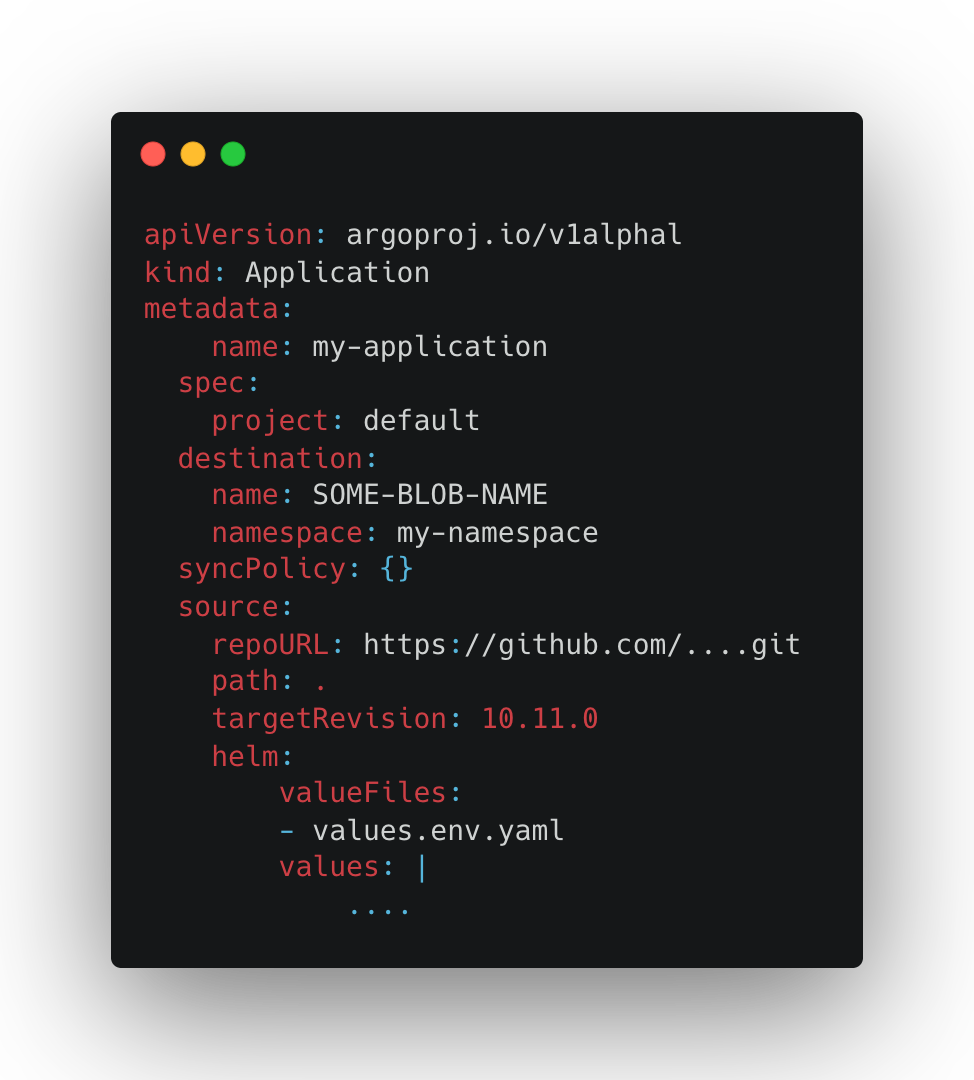 apiVersion: argoproj.io/v1alphal
kind: Application
metadata:
    name: my-application
  spec:
    project: default
  destination:
    name: SOME-BLOB-NAME
    namespace: my-namespace
  syncPolicy: {}
  source:
    repoURL: https://github.com/....git
    path: .
    targetRevision: 10.11.0
    helm:
        valueFiles:
        - values.env.yaml
        values: |
            ....